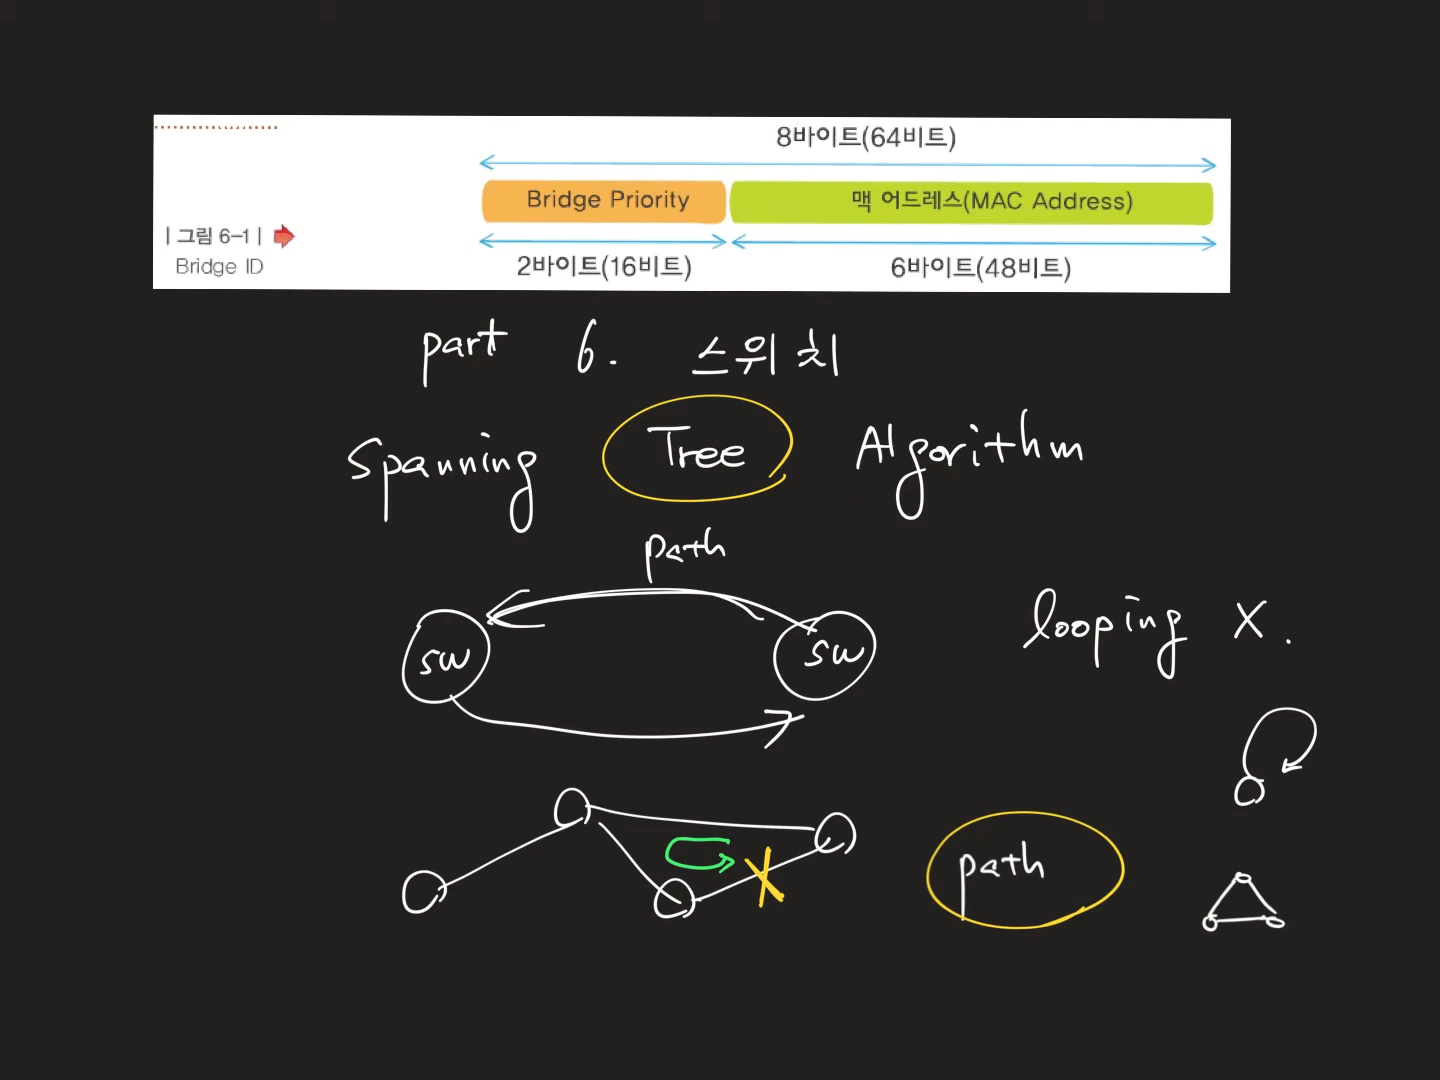 8바이트(64비트)
Bridge Priority 맥 어드레스(MAC Address)
| 그림 6-1 |
Bridge ID
2바이트(16비트) 6바이트(48비트)
part 6. 스위치
Spanning Tree Algorithm
path
sw sw
looping X.
path